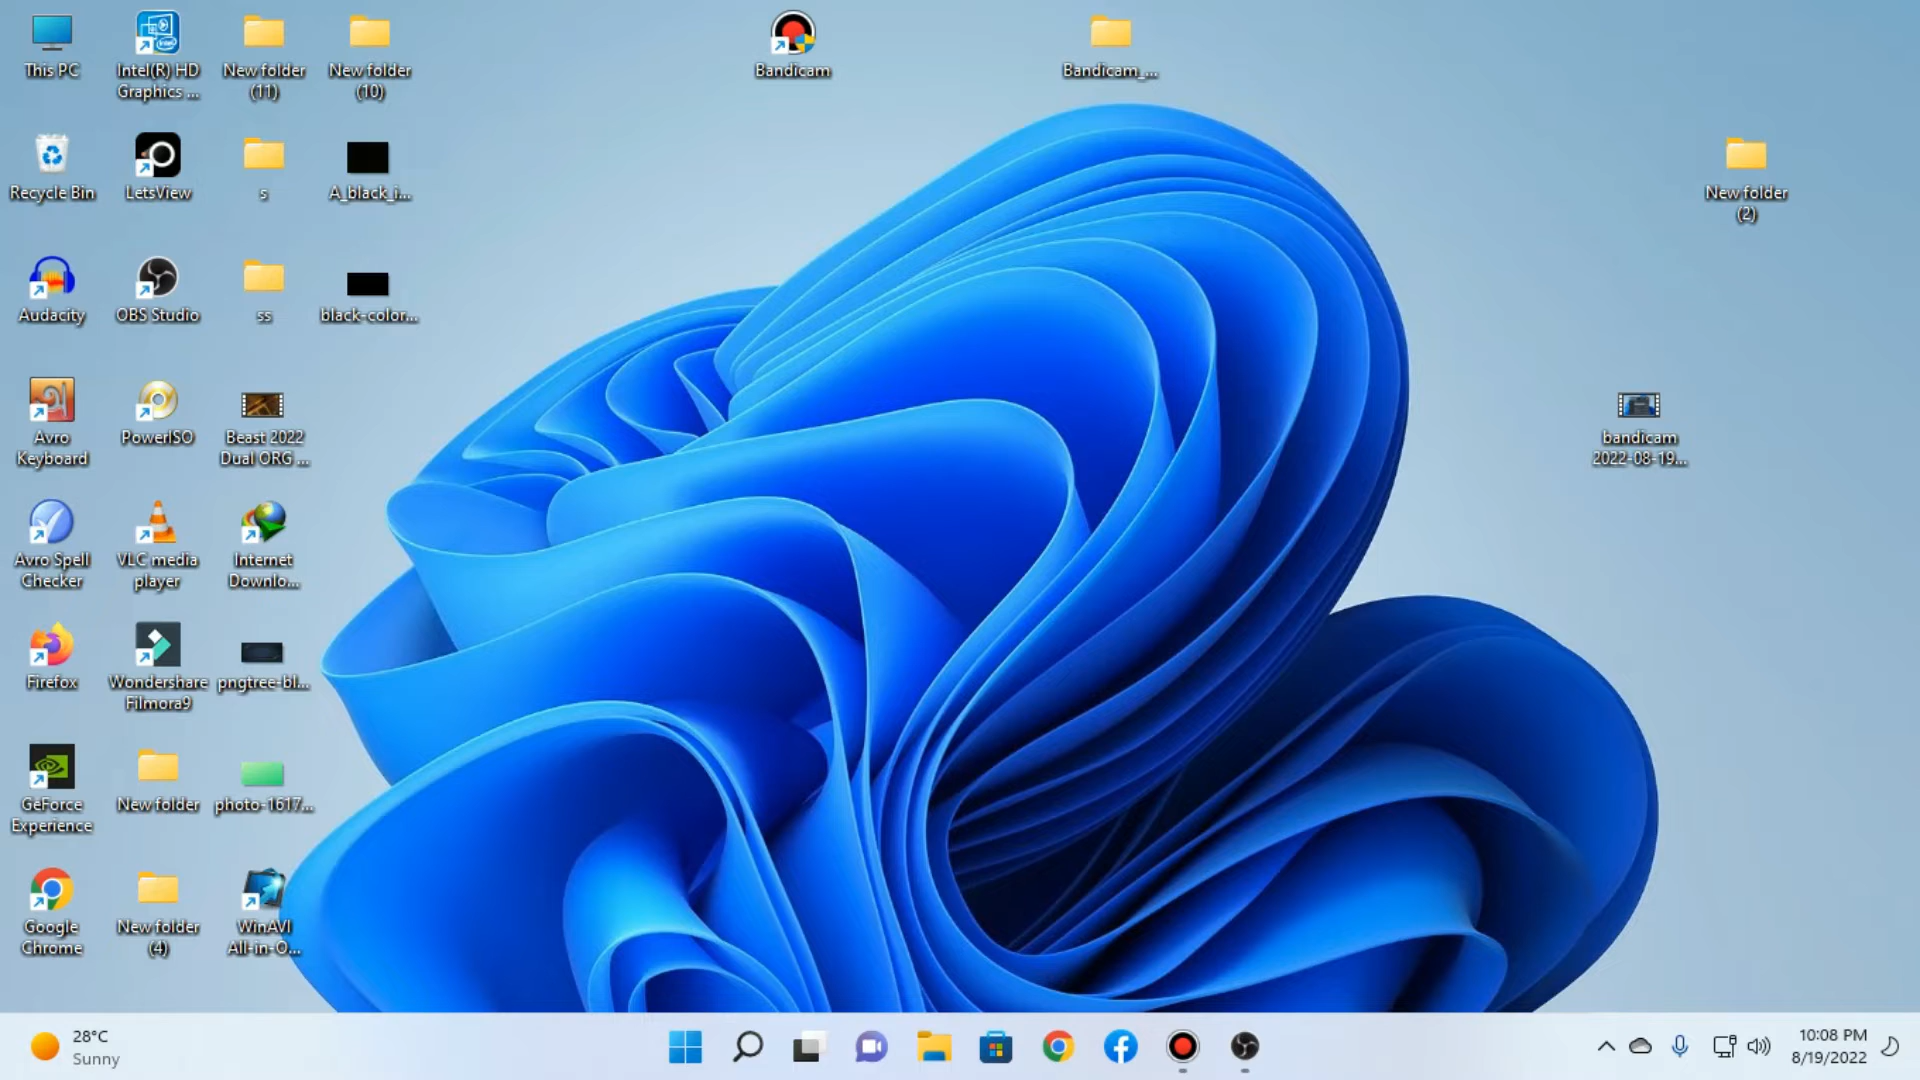 This PC
Intel(R) HD
Graphics ...
New folder
(11)
New folder
(10)
Bandicam
Bandicam_...
Recycle Bin
LetsView
s
A_black_i...
New folder
(2)
Audacity
OBS Studio
ss
black-color...
Avro
Keyboard
PowerISO
Beast 2022
Dual ORG ...
bandicam
2022-08-19...
Avro Spell
Checker
VLC media
player
Internet
Downlo...
Firefox
Wondershare
Filmora9
pngtree-bl...
GeForce
Experience
New folder
photo-1617...
Google
Chrome
New folder
(4)
WinAVI
All-in-O...
28°C
Sunny
10:08 PM
8/19/2022